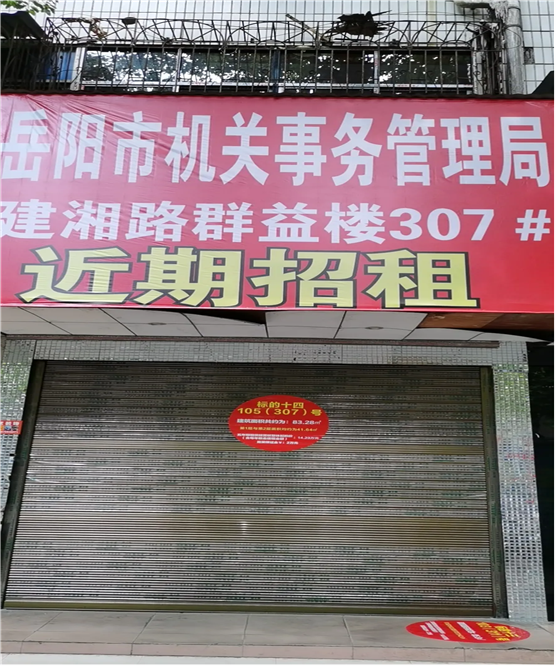 岳阳市机关事务管理局
建湘路群益楼307 #
近期招租
标的十四
105（307）号
建筑面积共约为：83.28㎡